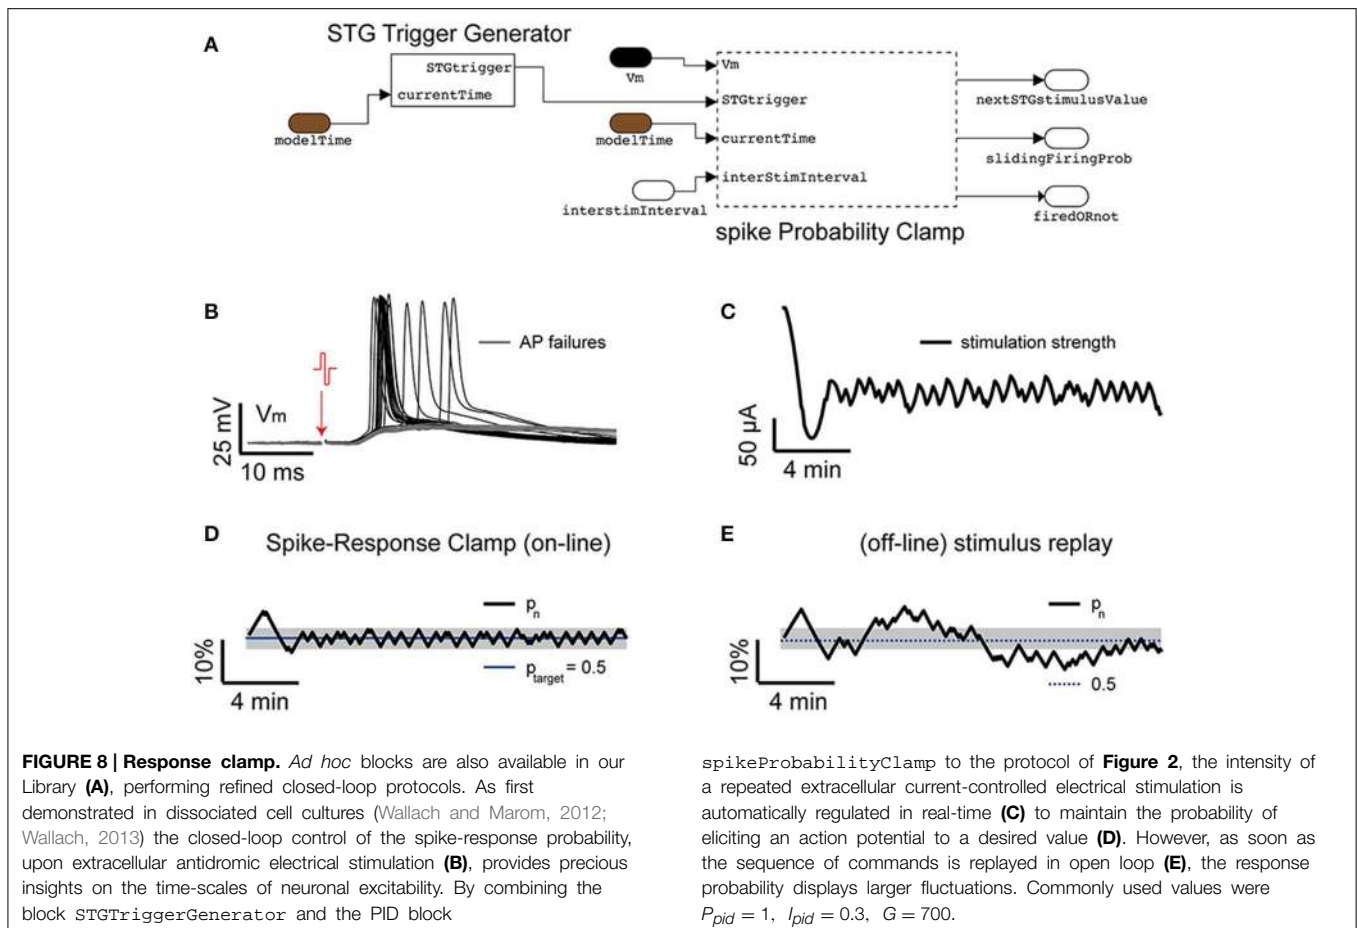 A
STG Trigger Generator
STGtrigger
currentTime
modelTime
Vm
modelTime
interstimInterval
Vm
STGtrigger
currentTime
interStimInterval
spike Probability Clamp
nextSTGstimulusValue
slidingFiringProb
firedORnot
B
AP failures
Vm
25 mV
10 ms
C
stimulation strength
50 µA
4 min
D
Spike-Response Clamp (on-line)
pn
ptarget = 0.5
10%
4 min
E
(off-line) stimulus replay
pn
0.5
10%
4 min
FIGURE 8 | Response clamp. Ad hoc blocks are also available in our
Library (A), performing refined closed-loop protocols. As first
demonstrated in dissociated cell cultures (Wallach and Marom, 2012;
Wallach, 2013) the closed-loop control of the spike-response probability,
upon extracellular antidromic electrical stimulation (B), provides precious
insights on the time-scales of neuronal excitability. By combining the
block STGTriggerGenerator and the PID block
spikeProbabilityClamp to the protocol of Figure 2, the intensity of
a repeated extracellular current-controlled electrical stimulation is
automatically regulated in real-time (C) to maintain the probability of
eliciting an action potential to a desired value (D). However, as soon as
the sequence of commands is replayed in open loop (E), the response
probability displays larger fluctuations. Commonly used values were
Ppid = 1, Ipid = 0.3, G = 700.